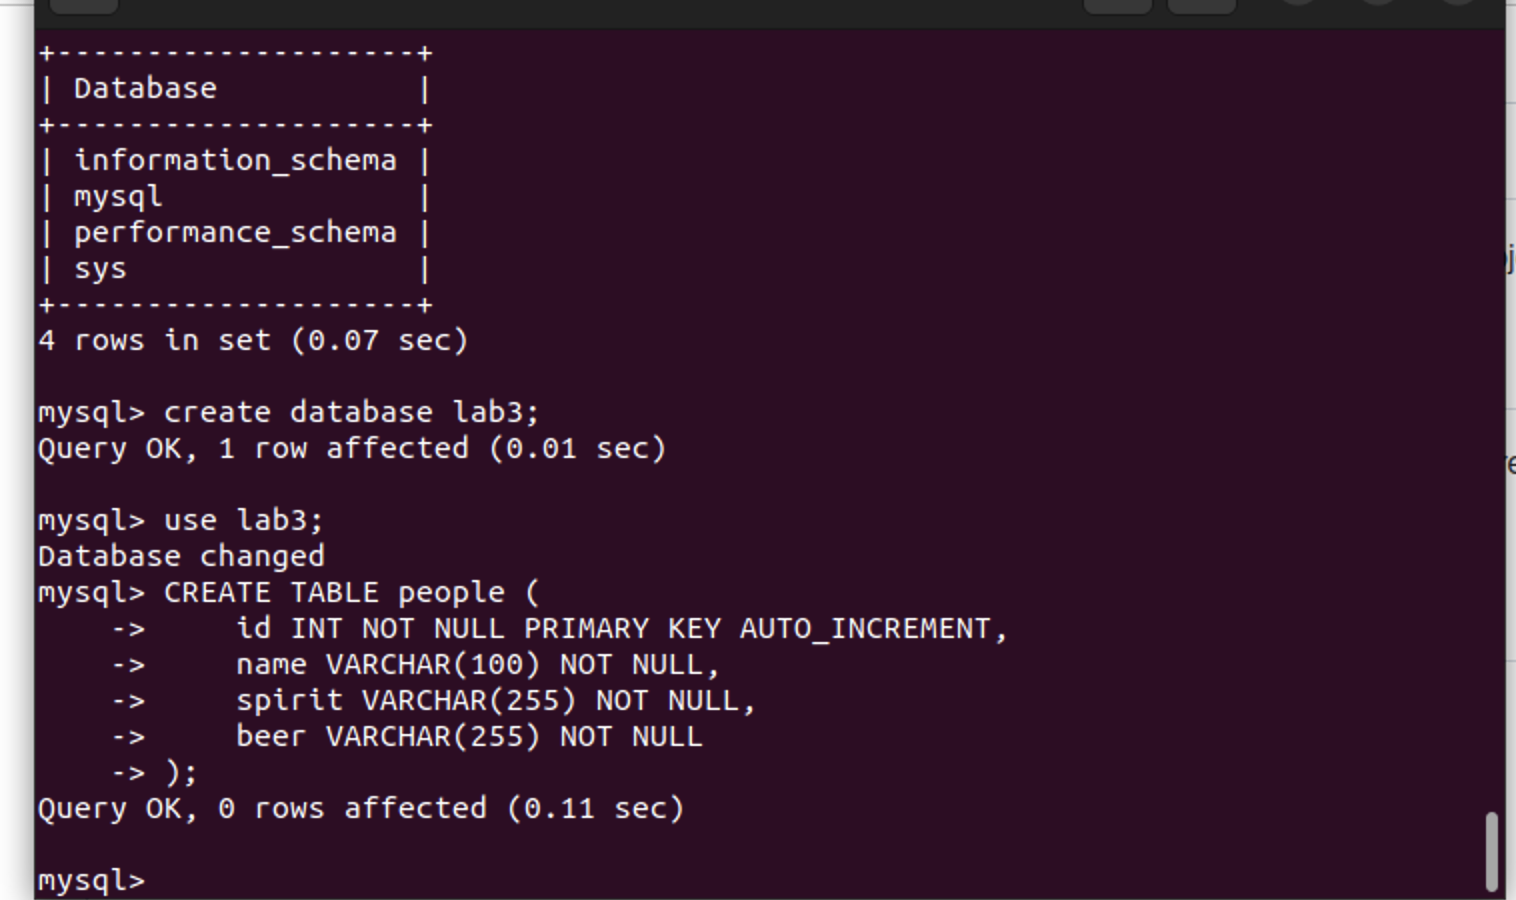 +--------------------+
| Database           |
+--------------------+
| information_schema |
| mysql              |
| performance_schema |
| sys                |
+--------------------+
4 rows in set (0.07 sec)

mysql> create database lab3;
Query OK, 1 row affected (0.01 sec)

mysql> use lab3;
Database changed
mysql> CREATE TABLE people (
    ->     id INT NOT NULL PRIMARY KEY AUTO_INCREMENT,
    ->     name VARCHAR(100) NOT NULL,
    ->     spirit VARCHAR(255) NOT NULL,
    ->     beer VARCHAR(255) NOT NULL
    -> );
Query OK, 0 rows affected (0.11 sec)

mysql>